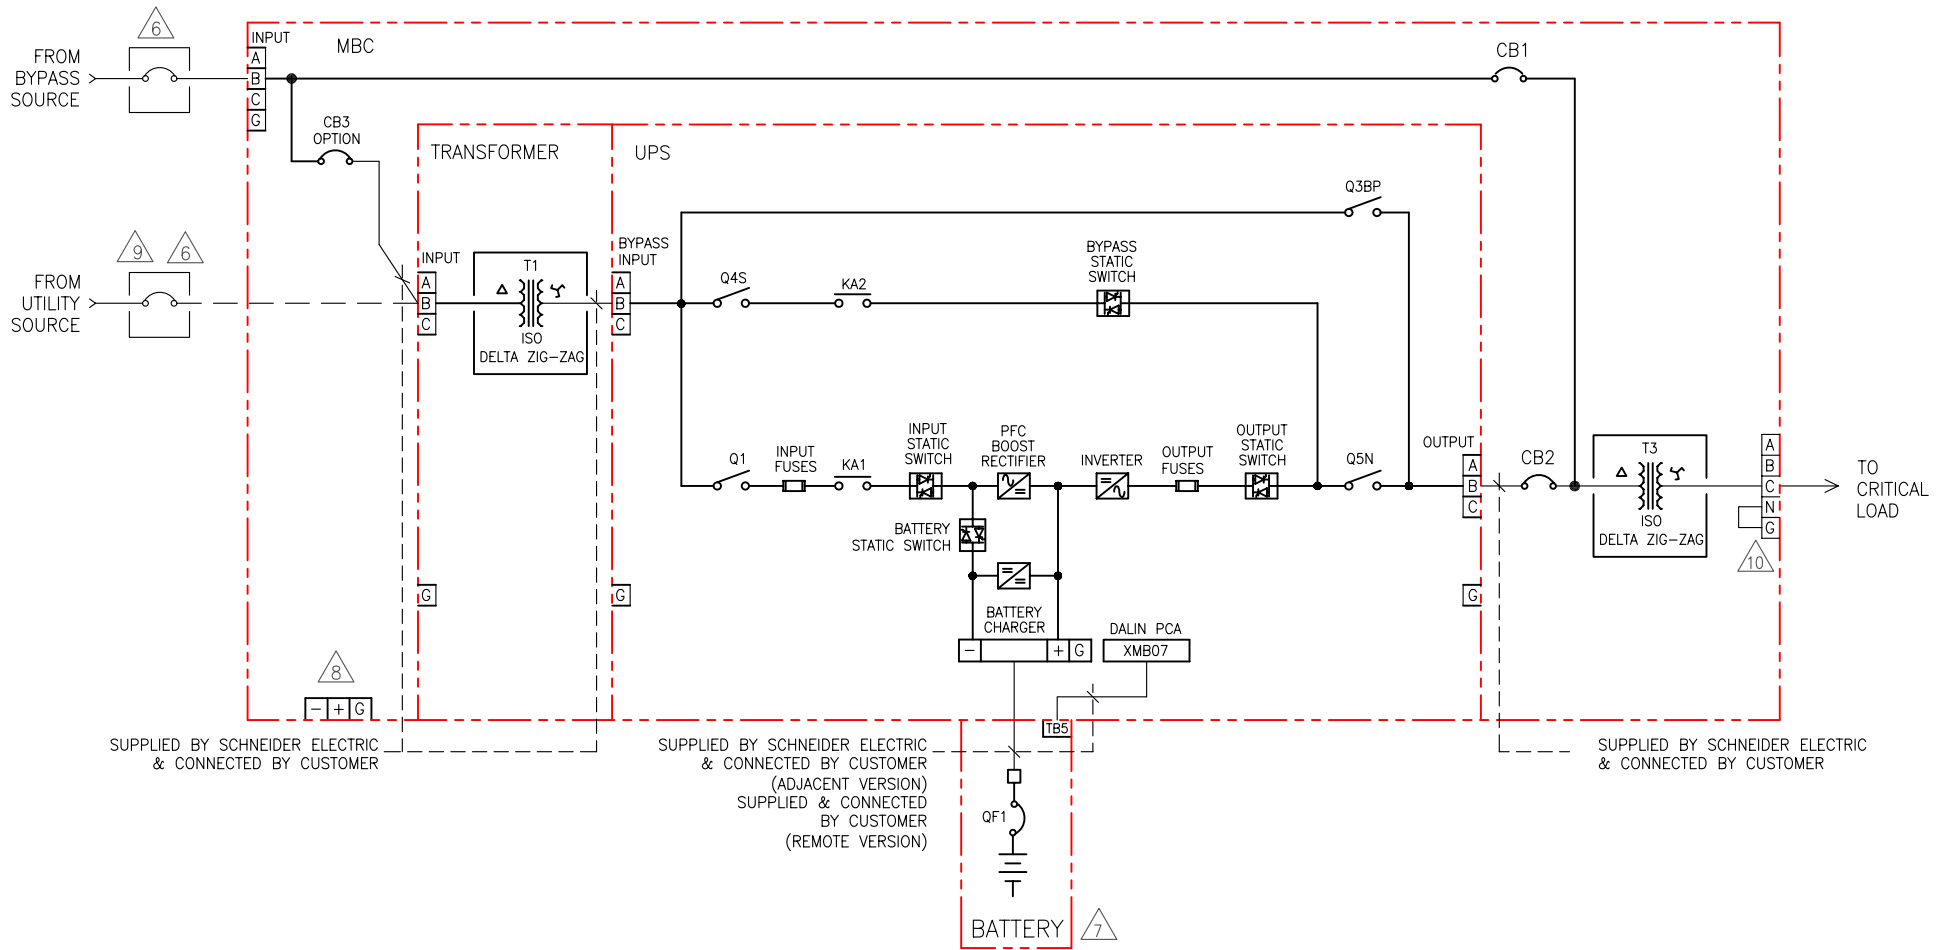 6
INPUT
MBC
FROM
BYPASS
SOURCE
A
B
C
G
CB1
CB3
OPTION
TRANSFORMER
UPS
Q3BP
9
6
FROM
UTILITY
SOURCE
INPUT
A
B
C
T1
ISO
DELTA ZIG-ZAG
BYPASS
INPUT
A
B
C
Q4S
KA2
BYPASS
STATIC
SWITCH
Q1
INPUT
FUSES
KA1
INPUT
STATIC
SWITCH
PFC
BOOST
RECTIFIER
INVERTER
OUTPUT
FUSES
OUTPUT
STATIC
SWITCH
Q5N
OUTPUT
A
B
C
CB2
T3
ISO
DELTA ZIG-ZAG
A
B
C
N
G
10
TO
CRITICAL
LOAD
BATTERY
STATIC SWITCH
G
G
G
BATTERY
CHARGER
- + G
DALIN PCA
XMB07
8
- + G
TB5
SUPPLIED BY SCHNEIDER ELECTRIC
& CONNECTED BY CUSTOMER
SUPPLIED BY SCHNEIDER ELECTRIC
& CONNECTED BY CUSTOMER
(ADJACENT VERSION)
SUPPLIED & CONNECTED
BY CUSTOMER
(REMOTE VERSION)
SUPPLIED BY SCHNEIDER ELECTRIC
& CONNECTED BY CUSTOMER
QF1
BATTERY
7